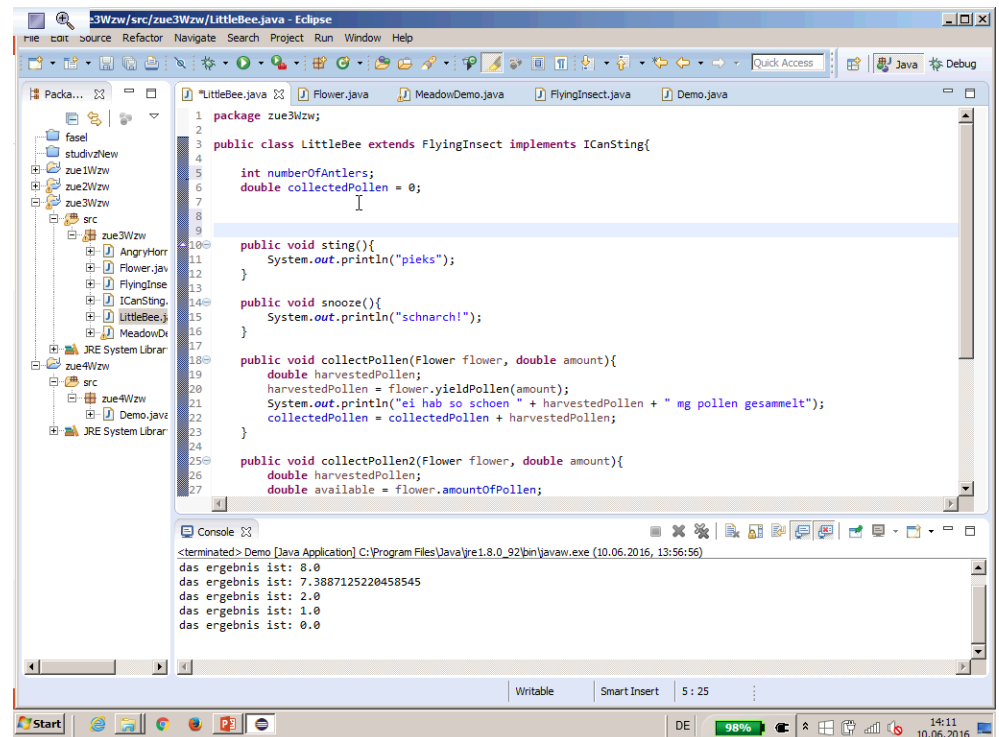 e3Wzw/src/zue3Wzw/LittleBee.java - Eclipse
File Edit Source Refactor Navigate Search Project Run Window Help
Quick Access Java Debug
Packa...
fasel
studivzNew
zue1Wzw
zue2Wzw
zue3Wzw
src
zue3Wzw
AngryHorr
Flower.jav
FlyingInse
ICanSting.
LittleBee.j
MeadowDe
JRE System Librar
zue4Wzw
src
zue4Wzw
Demo.java
JRE System Librar
*LittleBee.java Flower.java MeadowDemo.java FlyingInsect.java Demo.java
1 package zue3Wzw;
2
3 public class LittleBee extends FlyingInsect implements ICanSting{
4
5 int numberOfAntlers;
6 double collectedPollen = 0;
7
8
9
10 public void sting(){
11 System.out.println("pieks");
12 }
13
14 public void snooze(){
15 System.out.println("schnarch!");
16 }
17
18 public void collectPollen(Flower flower, double amount){
19 double harvestedPollen;
20 harvestedPollen = flower.yieldPollen(amount);
21 System.out.println("ei hab so schoen " + harvestedPollen + " mg pollen gesammelt");
22 collectedPollen = collectedPollen + harvestedPollen;
23 }
24
25 public void collectPollen2(Flower flower, double amount){
26 double harvestedPollen;
27 double available = flower.amountOfPollen;
Console
<terminated> Demo [Java Application] C:\Program Files\Java\jre1.8.0_92\bin\javaw.exe (10.06.2016, 13:56:56)
das ergebnis ist: 8.0
das ergebnis ist: 7.3887125220458545
das ergebnis ist: 2.0
das ergebnis ist: 1.0
das ergebnis ist: 0.0
Writable Smart Insert 5 : 25
Start DE 98% 14:11
10.06.2016